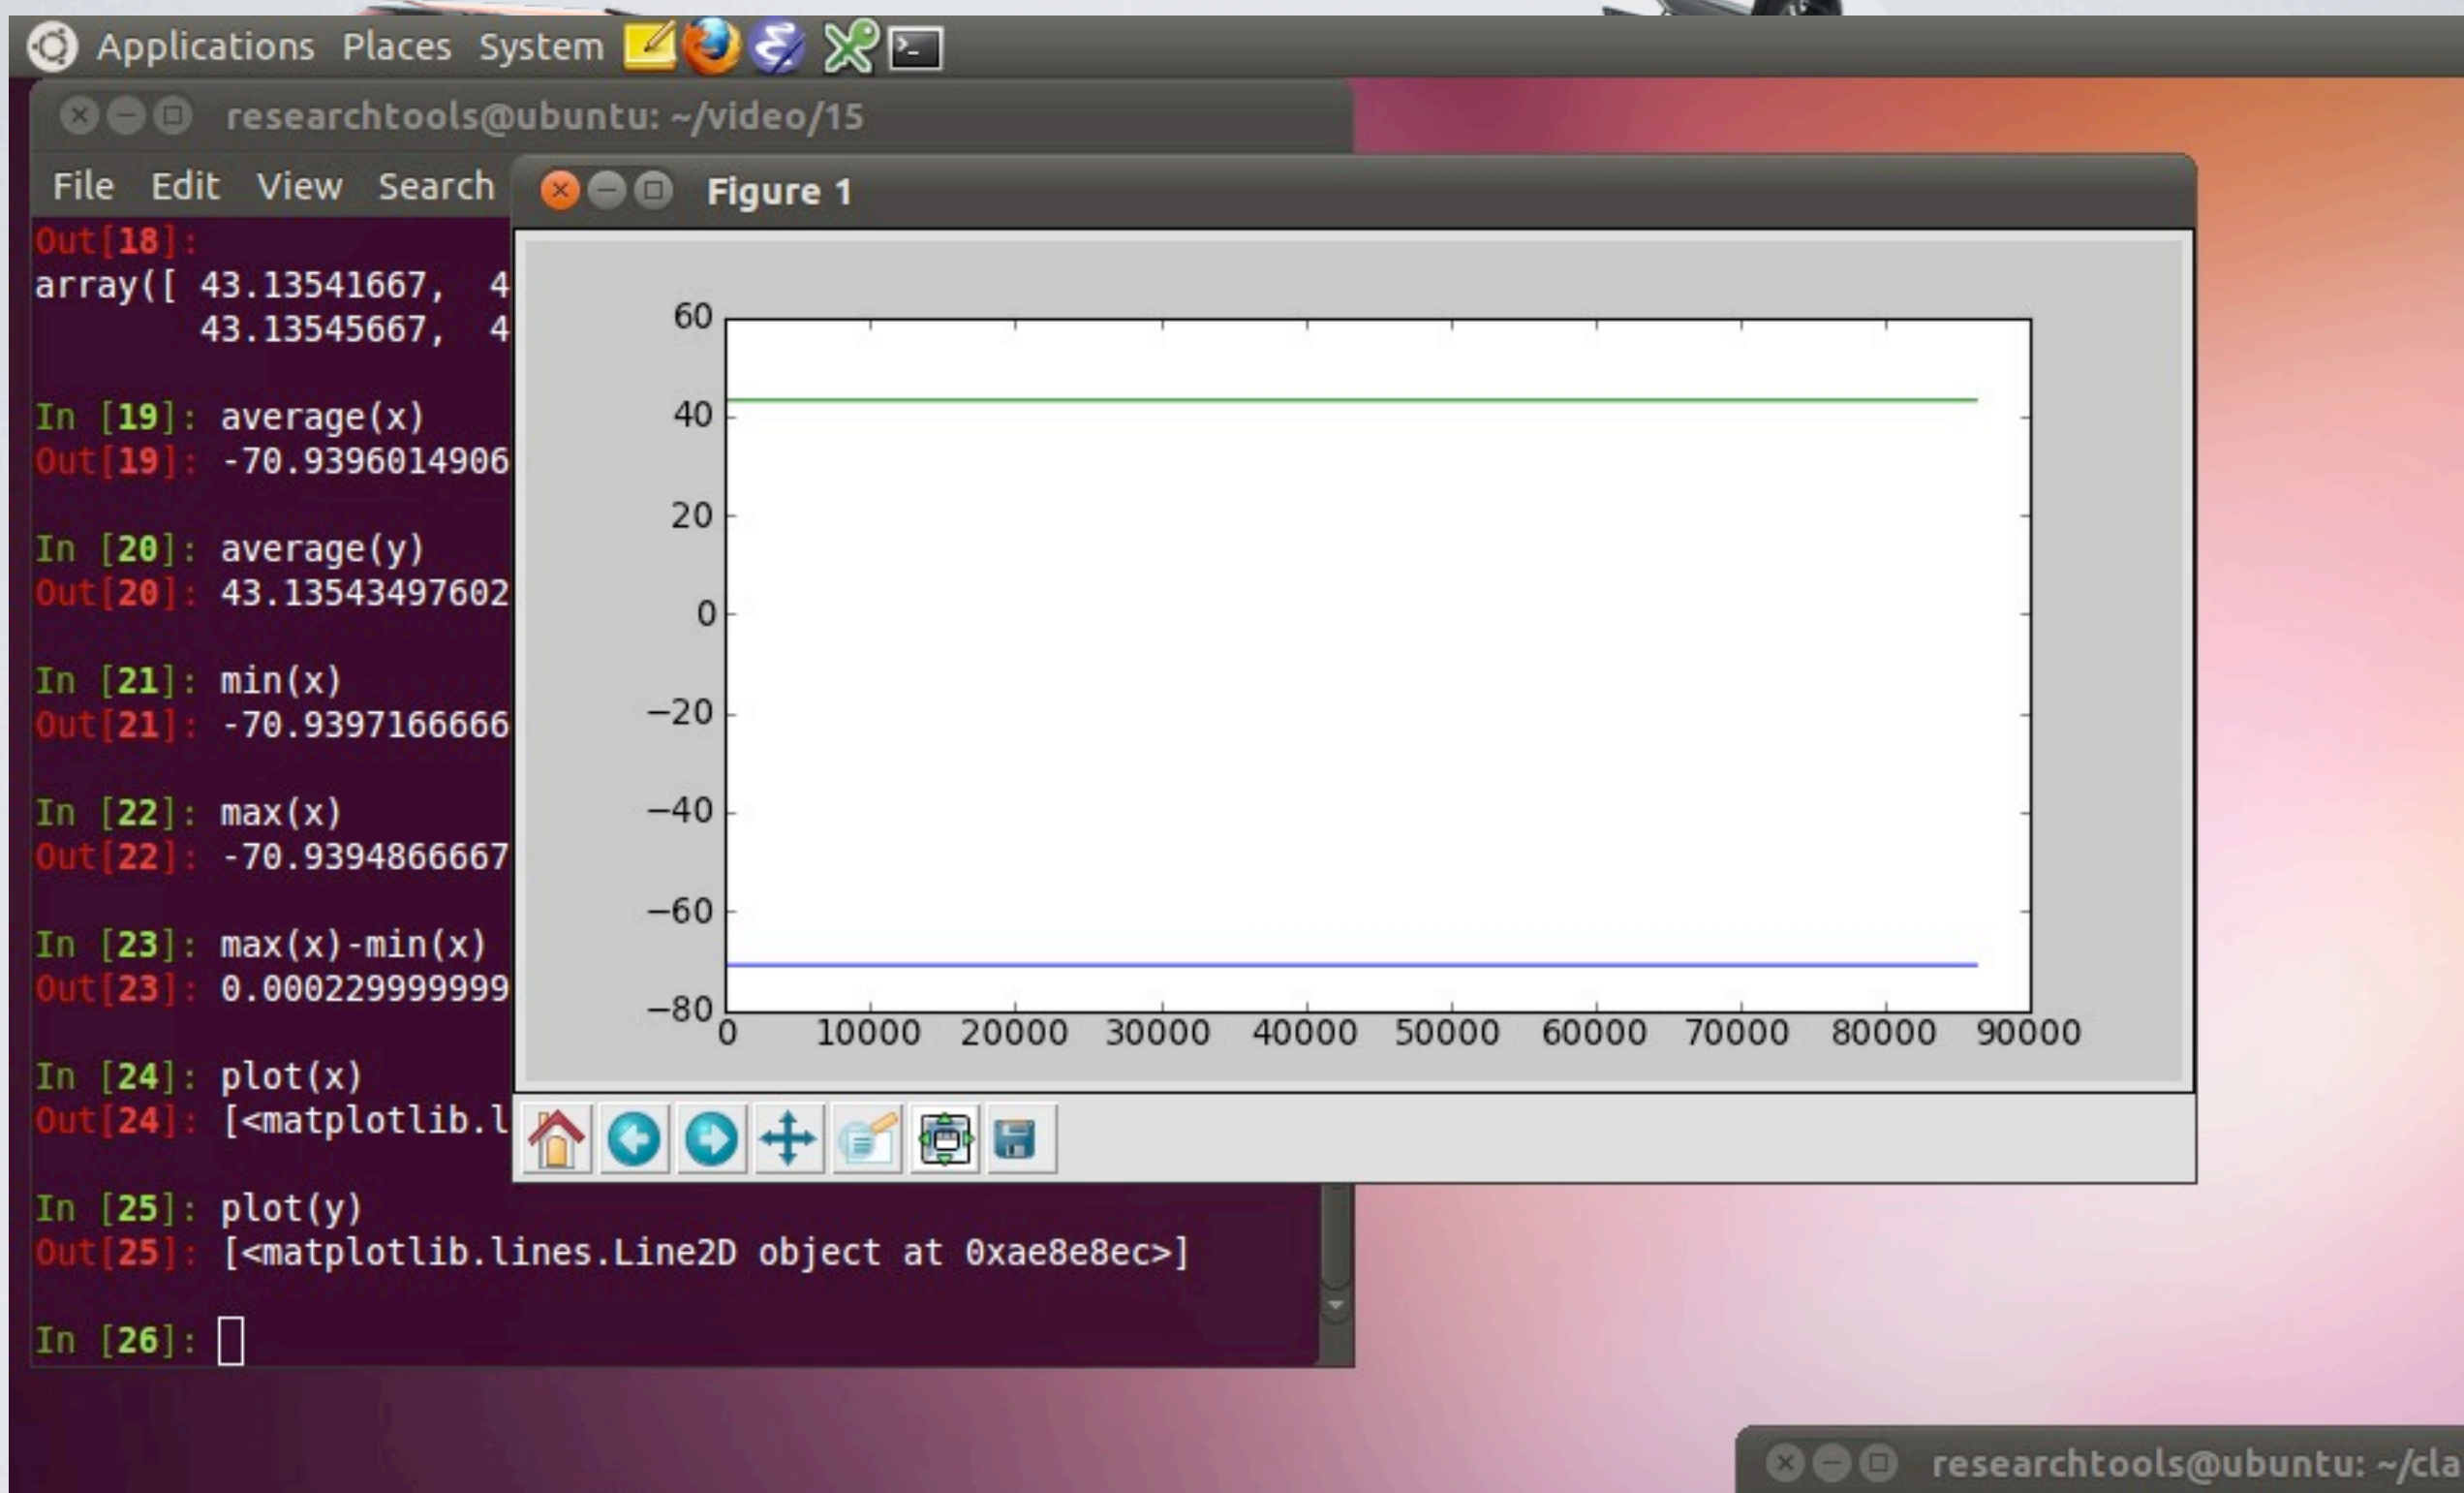 Applications Places System
researchtools@ubuntu: ~/video/15
File Edit View Search
Out[18]:
array([ 43.13541667, 4
43.13545667, 4
In [19]: average(x)
Out[19]: -70.9396014906
In [20]: average(y)
Out[20]: 43.13543497602
In [21]: min(x)
Out[21]: -70.9397166666
In [22]: max(x)
Out[22]: -70.9394866667
In [23]: max(x)-min(x)
Out[23]: 0.000229999999
In [24]: plot(x)
Out[24]: [<matplotlib.l
In [25]: plot(y)
Out[25]: [<matplotlib.lines.Line2D object at 0xae8e8ec>]
In [26]:
Figure 1
60
40
20
0
−20
−40
−60
−80
0 10000 20000 30000 40000 50000 60000 70000 80000 90000
researchtools@ubuntu: ~/cla